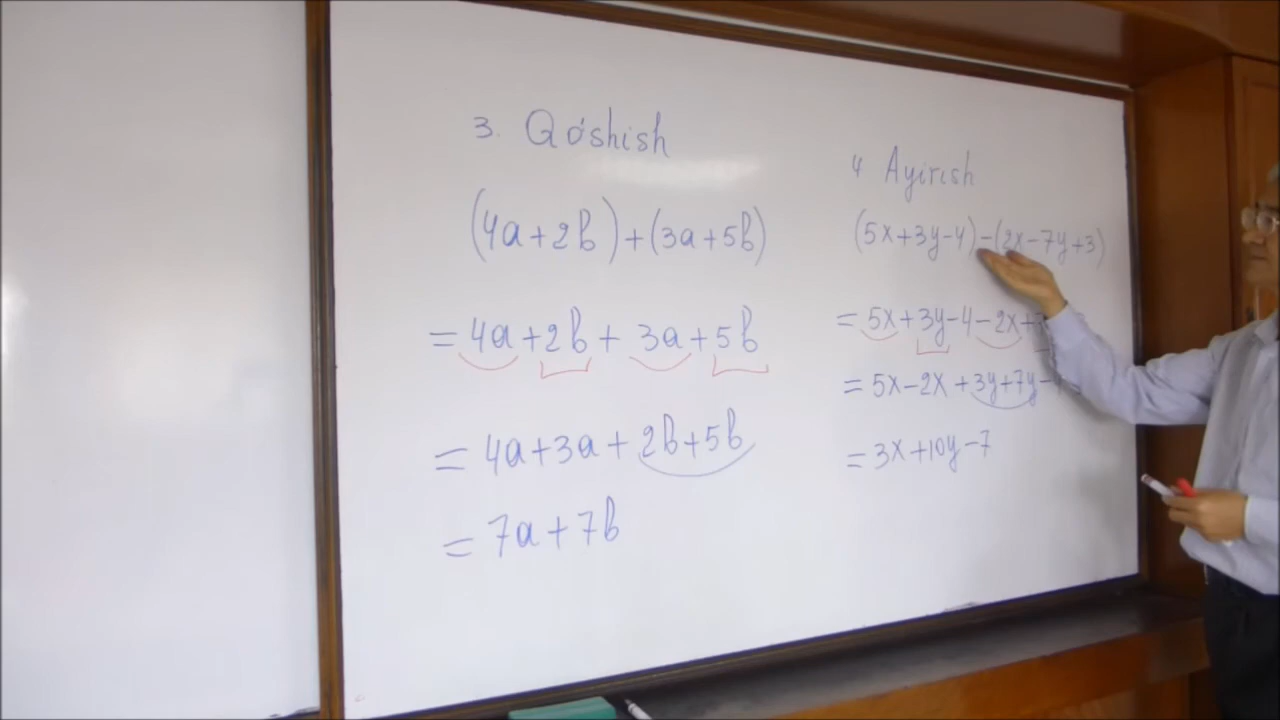 3. Qo'shish
(4a+2b)+(3a+5b)
=4a+2b+3a+5b
=4a+3a+2b+5b
=7a+7b
4 Ayirish
(5x+3y-4)-(2x-7y+3)
=5x+3y-4-2x+
=5x-2x+3y+7y-
=3x+10y-7